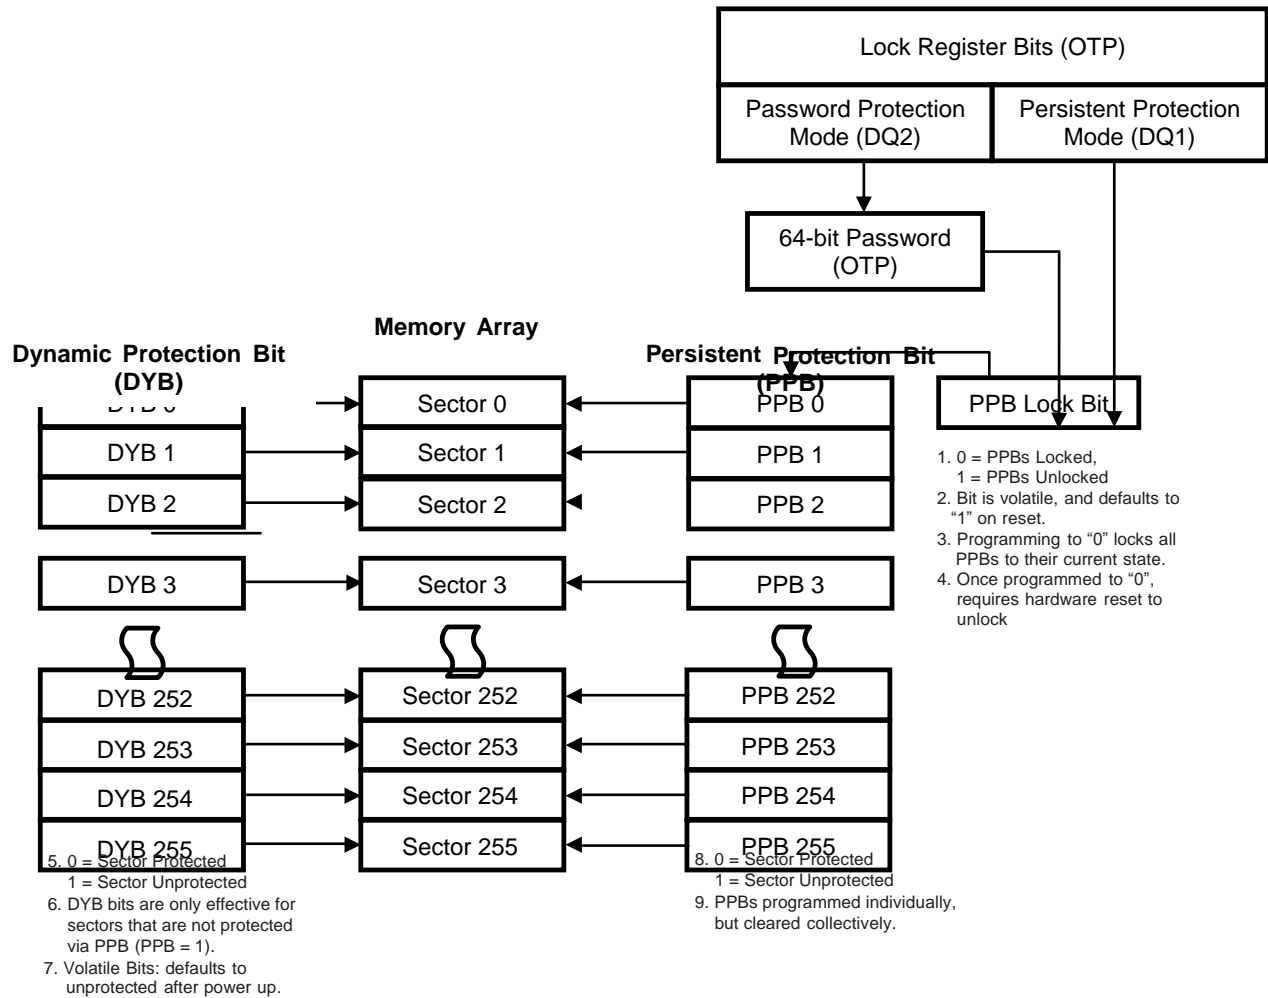 Lock Register Bits (OTP)
Password Protection
Mode (DQ2)
Persistent Protection
Mode (DQ1)
64-bit Password
(OTP)
Memory Array
Dynamic Protection Bit
(DYB)
Persistent Protection Bit
(PPB)
DYB 0
Sector 0
PPB 0
PPB Lock Bit
DYB 1
Sector 1
PPB 1
DYB 2
Sector 2
PPB 2
1. 0 = PPBs Locked,
1 = PPBs Unlocked
2. Bit is volatile, and defaults to
“1” on reset.
3. Programming to “0” locks all
PPBs to their current state.
4. Once programmed to “0”,
requires hardware reset to
unlock
DYB 3
Sector 3
PPB 3
DYB 252
Sector 252
PPB 252
DYB 253
Sector 253
PPB 253
DYB 254
Sector 254
PPB 254
DYB 255
Sector 255
PPB 255
5. 0 = Sector Protected
1 = Sector Unprotected
6. DYB bits are only effective for
sectors that are not protected
via PPB (PPB = 1).
7. Volatile Bits: defaults to
unprotected after power up.
8. 0 = Sector Protected
1 = Sector Unprotected
9. PPBs programmed individually,
but cleared collectively.